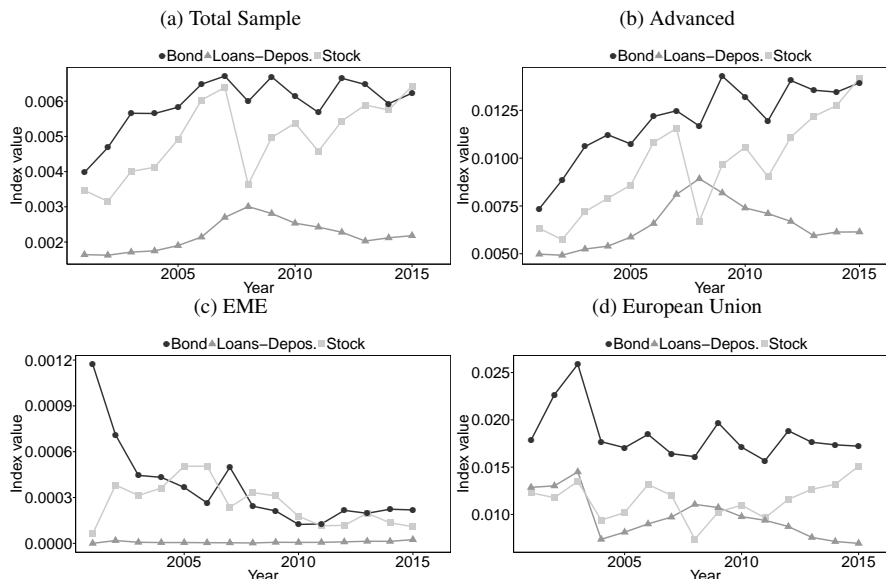 (a) Total Sample
Bond Loans−Depos. Stock
Index value
0.006
0.005
0.004
0.003
0.002
2005 2010 2015
Year
(b) Advanced
Bond Loans−Depos. Stock
Index value
0.0125
0.0100
0.0075
0.0050
2005 2010 2015
Year
(c) EME
Bond Loans−Depos. Stock
Index value
0.0012
0.0009
0.0006
0.0003
0.0000
2005 2010 2015
Year
(d) European Union
Bond Loans−Depos. Stock
Index value
0.025
0.020
0.015
0.010
2005 2010 2015
Year